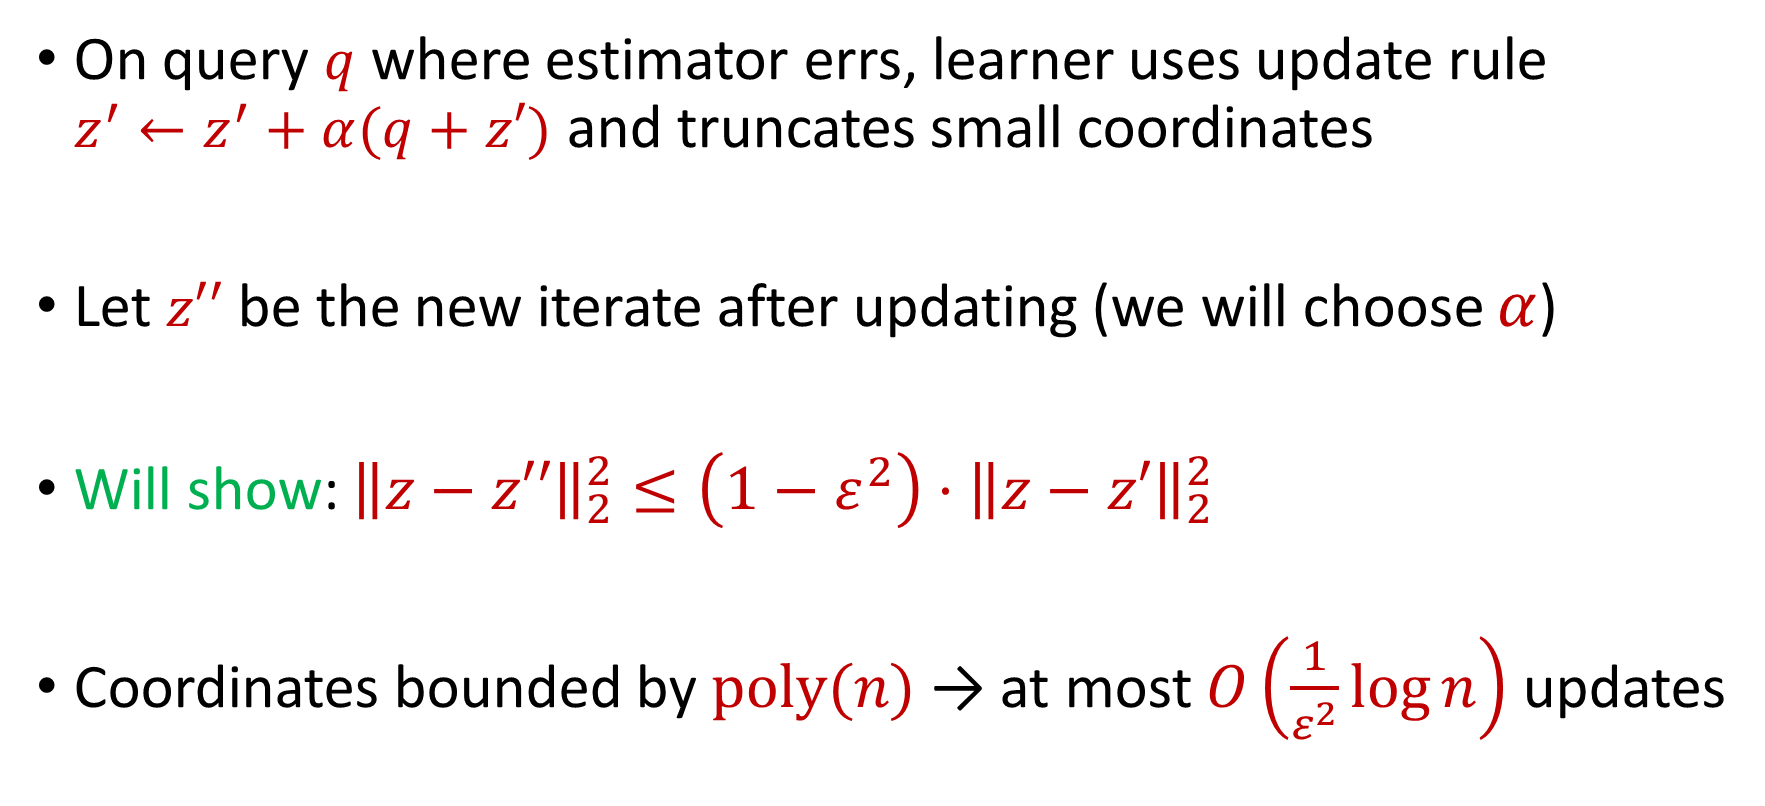 • On query q where estimator errs, learner uses update rule
z′ ← z′ + α(q + z′) and truncates small coordinates
• Let z′′ be the new iterate after updating (we will choose α)
• Will show: ‖z − z′′‖₂² ≤ (1 − ε²) · ‖z − z′‖₂²
• Coordinates bounded by poly(n) → at most O(1/ε² log n) updates